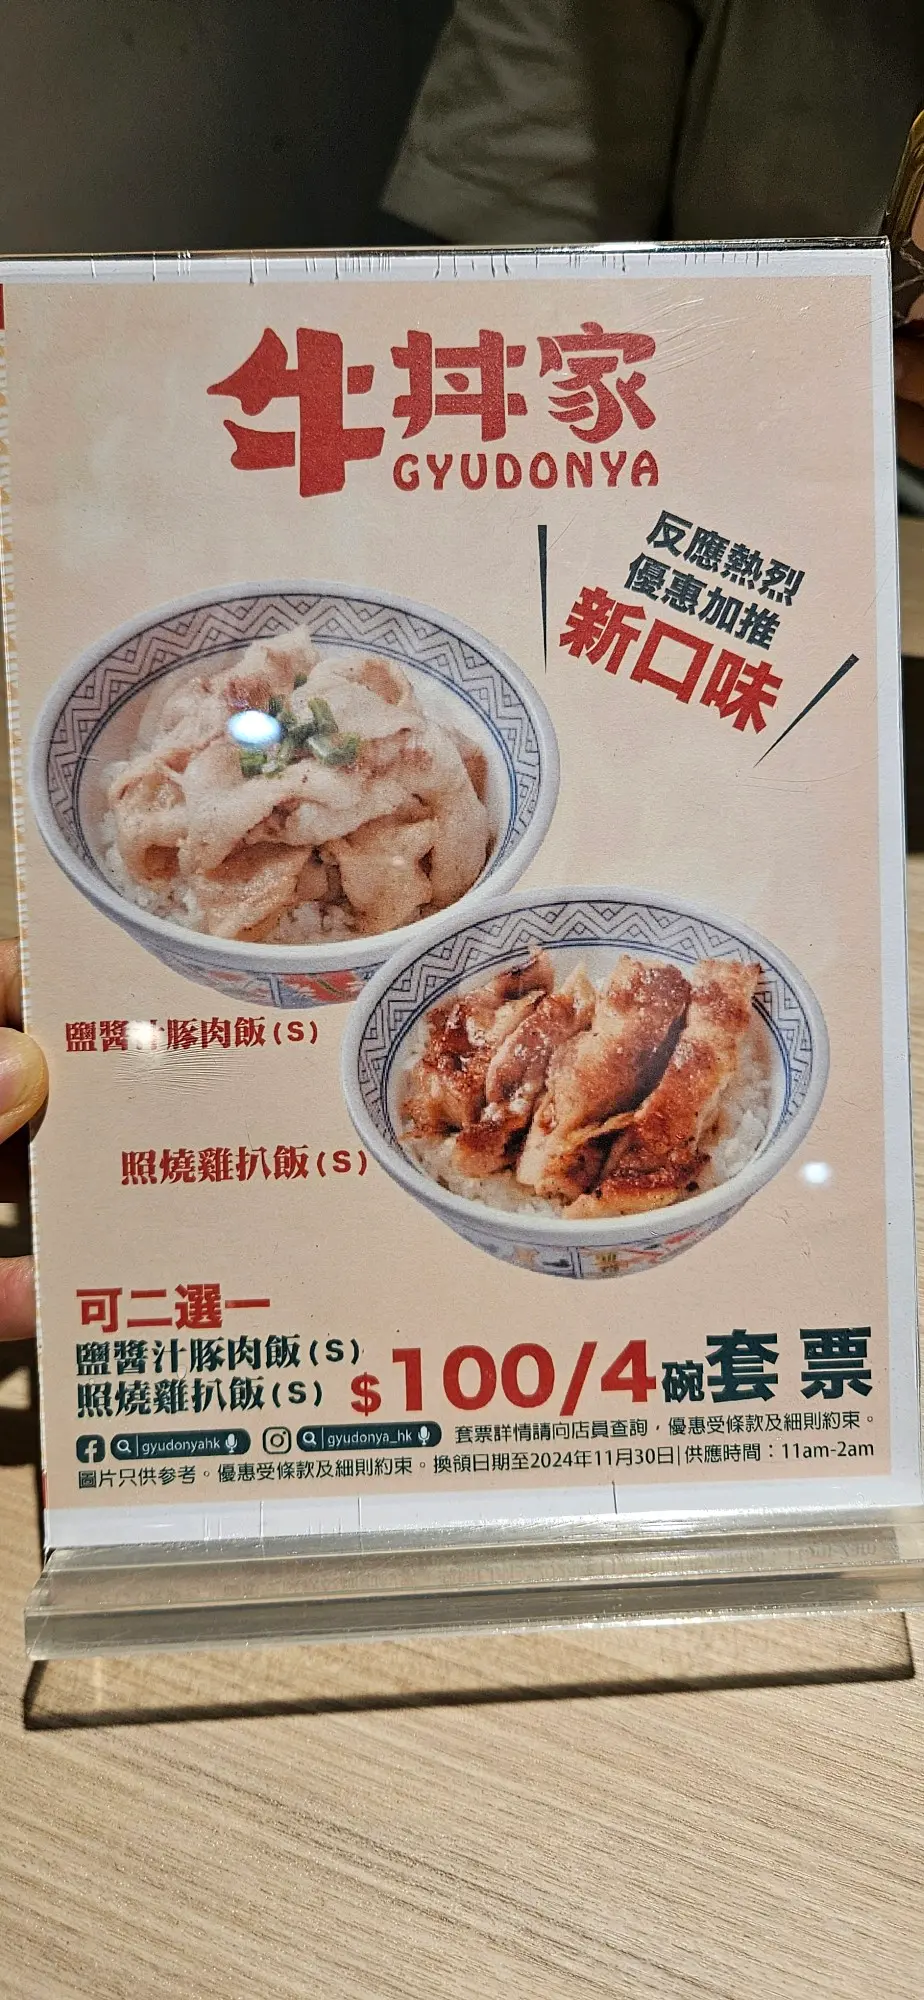 牛丼家
GYUDONYA
反應熱烈
優惠加推
新口味
鹽醬汁豚肉飯(S)
照燒雞扒飯(S)
可二選一
鹽醬汁豚肉飯(S)
照燒雞扒飯(S)
$100/4碗套票
gyudonyahk gyudonya_hk 套票詳情請向店員查詢，優惠受條款及細則約束。
圖片只供參考。優惠受條款及細則約束。換領日期至2024年11月30日|供應時間：11am-2am